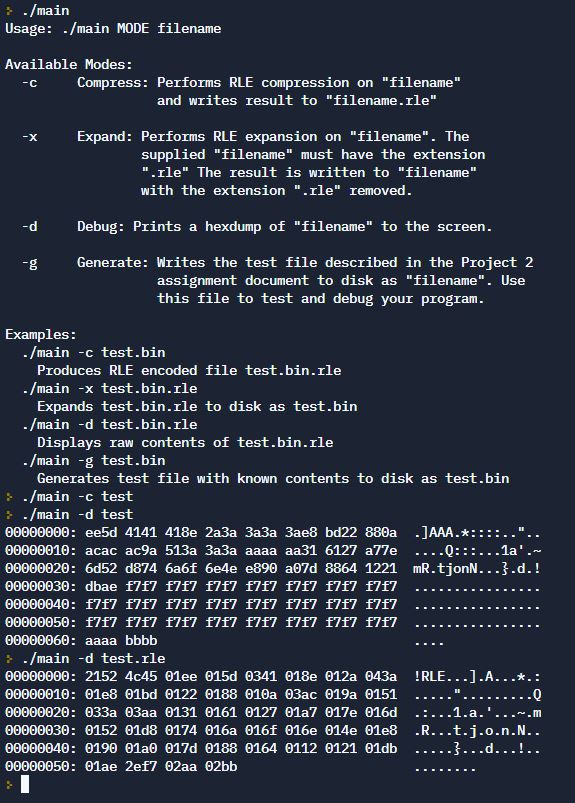 > ./main
Usage: ./main MODE filename

Available Modes:
  -c     Compress: Performs RLE compression on "filename"
                   and writes result to "filename.rle"

  -x     Expand: Performs RLE expansion on "filename". The
                 supplied "filename" must have the extension
                 ".rle" The result is written to "filename"
                 with the extension ".rle" removed.

  -d     Debug: Prints a hexdump of "filename" to the screen.

  -g     Generate: Writes the test file described in the Project 2
                   assignment document to disk as "filename". Use
                   this file to test and debug your program.

Examples:
  ./main -c test.bin
    Produces RLE encoded file test.bin.rle
  ./main -x test.bin.rle
    Expands test.bin.rle to disk as test.bin
  ./main -d test.bin.rle
    Displays raw contents of test.bin.rle
  ./main -g test.bin
    Generates test file with known contents to disk as test.bin
> ./main -c test
> ./main -d test
00000000: ee5d 4141 418e 2a3a 3a3a 3ae8 bd22 880a  .]AAA.*::::..."..
00000010: acac ac9a 513a 3a3a aaaa aa31 6127 a77e  ....Q:::...1a'.~
00000020: 6d52 d874 6a6f 6e4e e890 a07d 8864 1221  mR.tjonN...}.d.!
00000030: dbae f7f7 f7f7 f7f7 f7f7 f7f7 f7f7 f7f7  ................
00000040: f7f7 f7f7 f7f7 f7f7 f7f7 f7f7 f7f7 f7f7  ................
00000050: f7f7 f7f7 f7f7 f7f7 f7f7 f7f7 f7f7 f7f7  ................
00000060: aaaa bbbb                                ....
> ./main -d test.rle
00000000: 2152 4c45 01ee 015d 0341 018e 012a 043a  !RLE...].A...*.:
00000010: 01e8 01bd 0122 0188 010a 03ac 019a 0151  .....".........Q
00000020: 033a 03aa 0131 0161 0127 01a7 017e 016d  .:...1.a.'...~.m
00000030: 0152 01d8 0174 016a 016f 016e 014e 01e8  .R...t.j.o.n.N..
00000040: 0190 01a0 017d 0188 0164 0112 0121 01db  .....}...d...!..
00000050: 01ae 2ef7 02aa 02bb                      ........
>